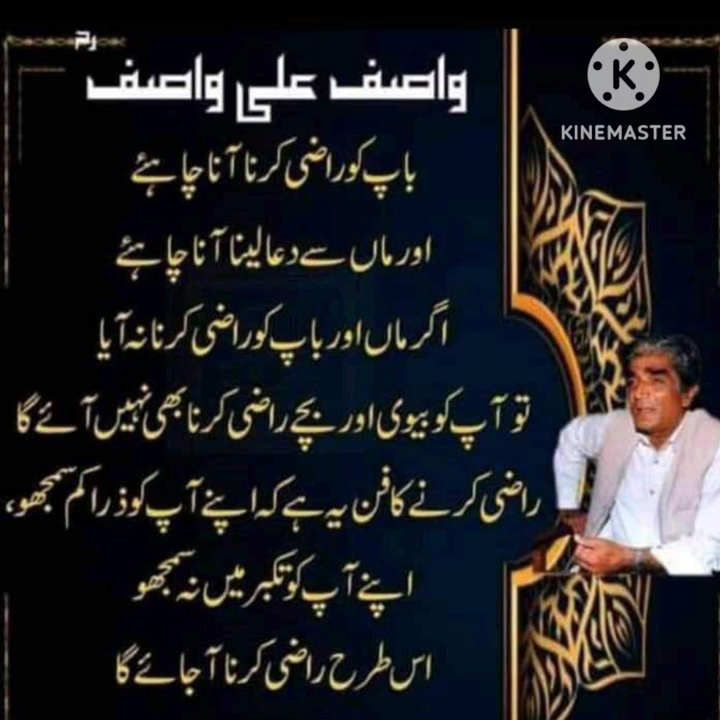 واصف علی واصفؒ
KINEMASTER
باپ کو راضی کرنا آنا چاہئے
اور ماں سے دعا لینا آنا چاہئے
اگر ماں اور باپ کو راضی کرنا نہ آیا
تو آپ کو بیوی اور بچے راضی کرنا بھی نہیں آئے گا
راضی کرنے کا فن یہ ہے کہ اپنے آپ کو ذرا کم سمجھو،
اپنے آپ کو تکبر میں نہ سمجھو
اس طرح راضی کرنا آ جائے گا